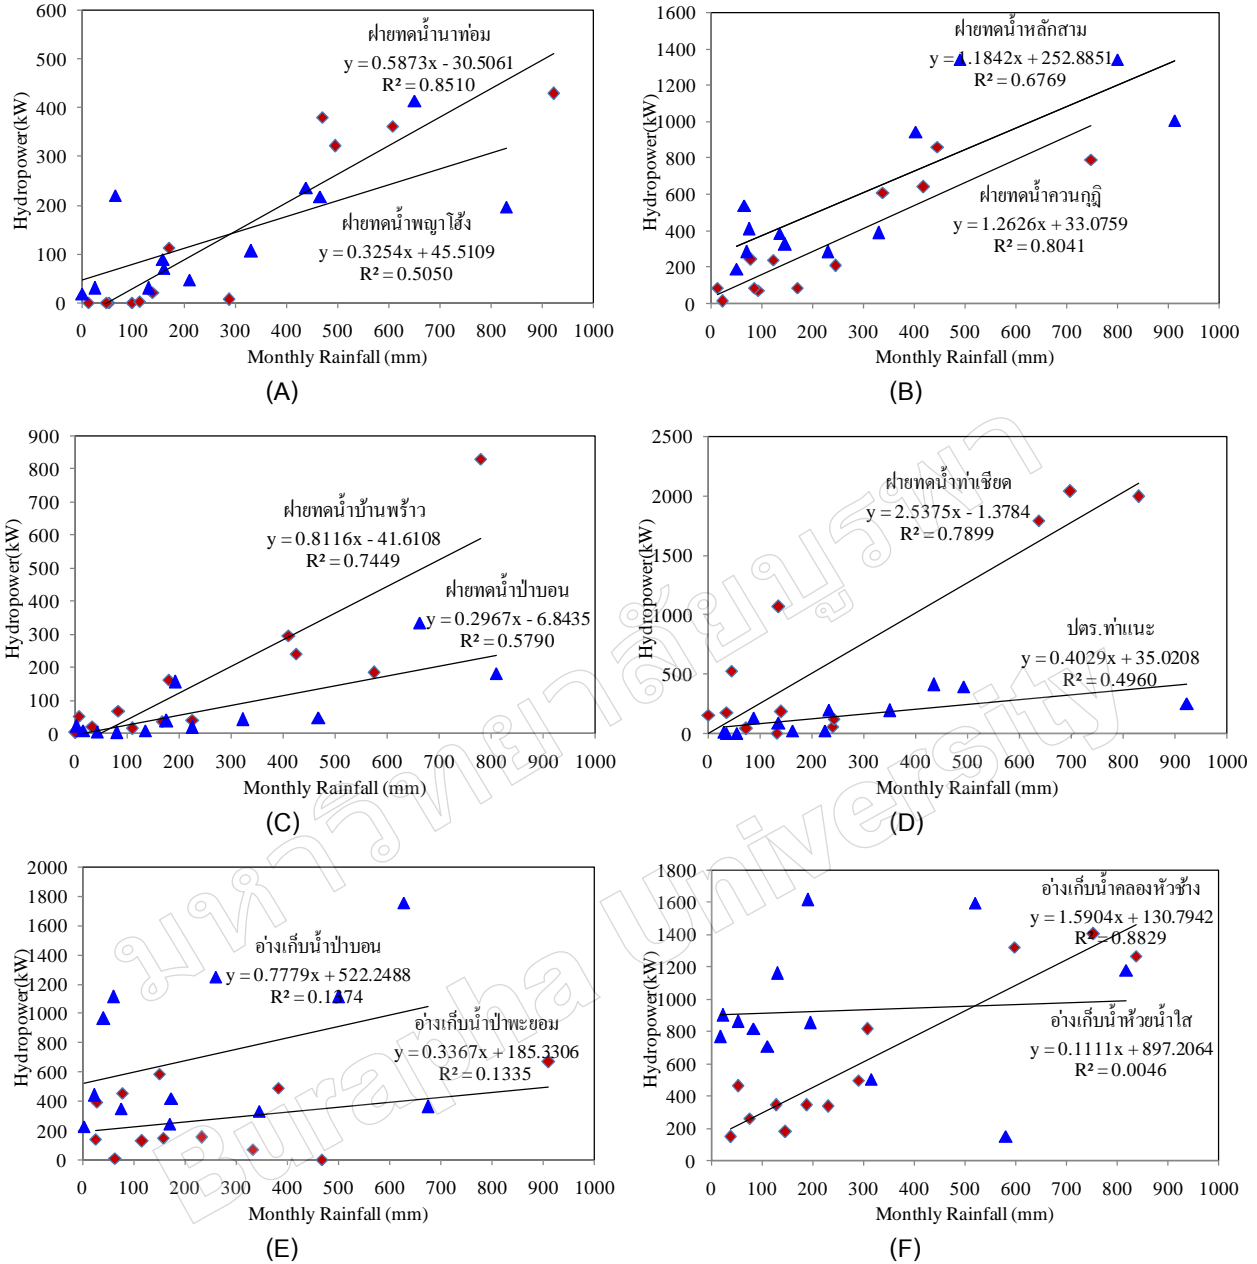 600
500
400
300
200
100
0
Hydropower(kW)
ฝายทดน้ำนาท่อม
y = 0.5873x - 30.5061
R² = 0.8510
ฝายทดน้ำพญาโฮ้ง
y = 0.3254x + 45.5109
R² = 0.5050
0 100 200 300 400 500 600 700 800 900 1000
Monthly Rainfall (mm)
(A)
1600
1400
1200
1000
800
600
400
200
0
Hydropower(kW)
ฝายทดน้ำหลักสาม
y = 1.1842x + 252.8851
R² = 0.6769
ฝายทดน้ำควนกุฎิ
y = 1.2626x + 33.0759
R² = 0.8041
0 100 200 300 400 500 600 700 800 900 1000
Monthly Rainfall (mm)
(B)
900
800
700
600
500
400
300
200
100
0
Hydropower(kW)
ฝายทดน้ำบ้านพร้าว
y = 0.8116x - 41.6108
R² = 0.7449
ฝายทดน้ำป่าบอน
y = 0.2967x - 6.8435
R² = 0.5790
0 100 200 300 400 500 600 700 800 900 1000
Monthly Rainfall (mm)
(C)
2500
2000
1500
1000
500
0
Hydropower(kW)
ฝายทดน้ำท่าเชียด
y = 2.5375x - 1.3784
R² = 0.7899
ปตร.ท่าแนะ
y = 0.4029x + 35.0208
R² = 0.4960
0 100 200 300 400 500 600 700 800 900 1000
Monthly Rainfall (mm)
(D)
2000
1800
1600
1400
1200
1000
800
600
400
200
0
Hydropower(kW)
อ่างเก็บน้ำป่าบอน
y = 0.7779x + 522.2488
R² = 0.1274
อ่างเก็บน้ำป่าพะยอม
y = 0.3367x + 185.3306
R² = 0.1335
0 100 200 300 400 500 600 700 800 900 1000
Monthly Rainfall (mm)
(E)
1800
1600
1400
1200
1000
800
600
400
200
0
Hydropower(kW)
อ่างเก็บน้ำคลองหัวช้าง
y = 1.5904x + 130.7942
R² = 0.8829
อ่างเก็บน้ำห้วยน้ำใส
y = 0.1111x + 897.2064
R² = 0.0046
0 100 200 300 400 500 600 700 800 900 1000
Monthly Rainfall (mm)
(F)
มหาวิทยาลัยบูรพา
Burapha University